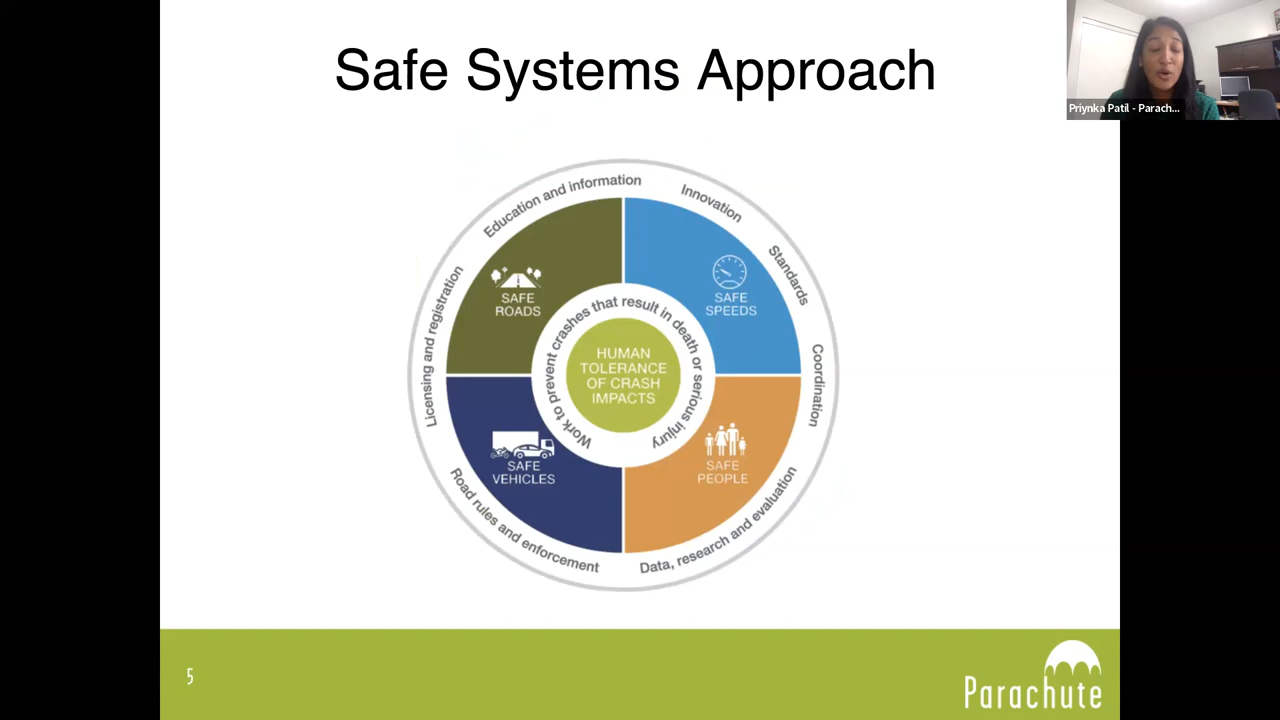 Safe Systems Approach
Priynka Patil - Parach...
Education and information
Innovation
Standards
Coordination
Data, research and evaluation
Road rules and enforcement
Licensing and registration
SAFE
ROADS
SAFE
SPEEDS
Work to prevent crashes that result in death or serious injury
HUMAN
TOLERANCE
OF CRASH
IMPACTS
SAFE
VEHICLES
SAFE
PEOPLE
5
Parachute